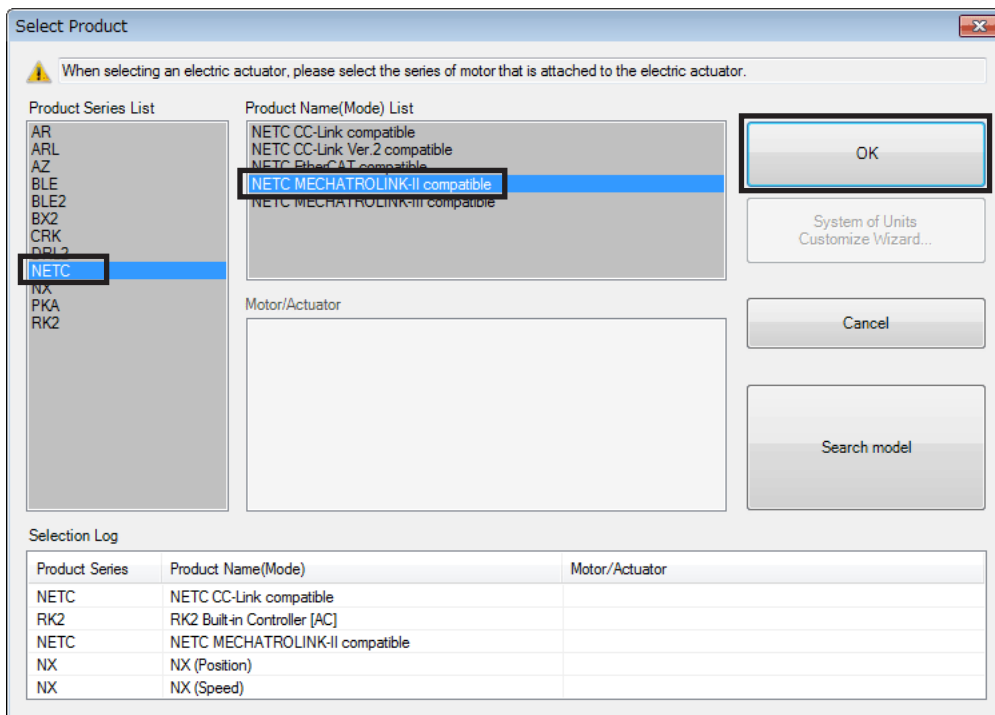 Select Product
When selecting an electric actuator, please select the series of motor that is attached to the electric actuator.
Product Series List
AR
ARL
AZ
BLE
BLE2
BX2
CRK
DRL2
NETC
NX
PKA
RK2
Product Name(Mode) List
NETC CC-Link compatible
NETC CC-Link Ver.2 compatible
NETC EtherCAT compatible
NETC MECHATROLINK-II compatible
NETC MECHATROLINK-III compatible
Motor/Actuator
OK
System of Units
Customize Wizard...
Cancel
Search model
Selection Log
Product Series Product Name(Mode) Motor/Actuator
NETC NETC CC-Link compatible
RK2 RK2 Built-in Controller [AC]
NETC NETC MECHATROLINK-II compatible
NX NX (Position)
NX NX (Speed)